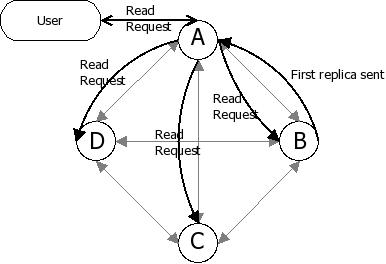 User
Read
Request
A
Read
Request
First replica sent
Read
Request
Read
Request
D
B
C